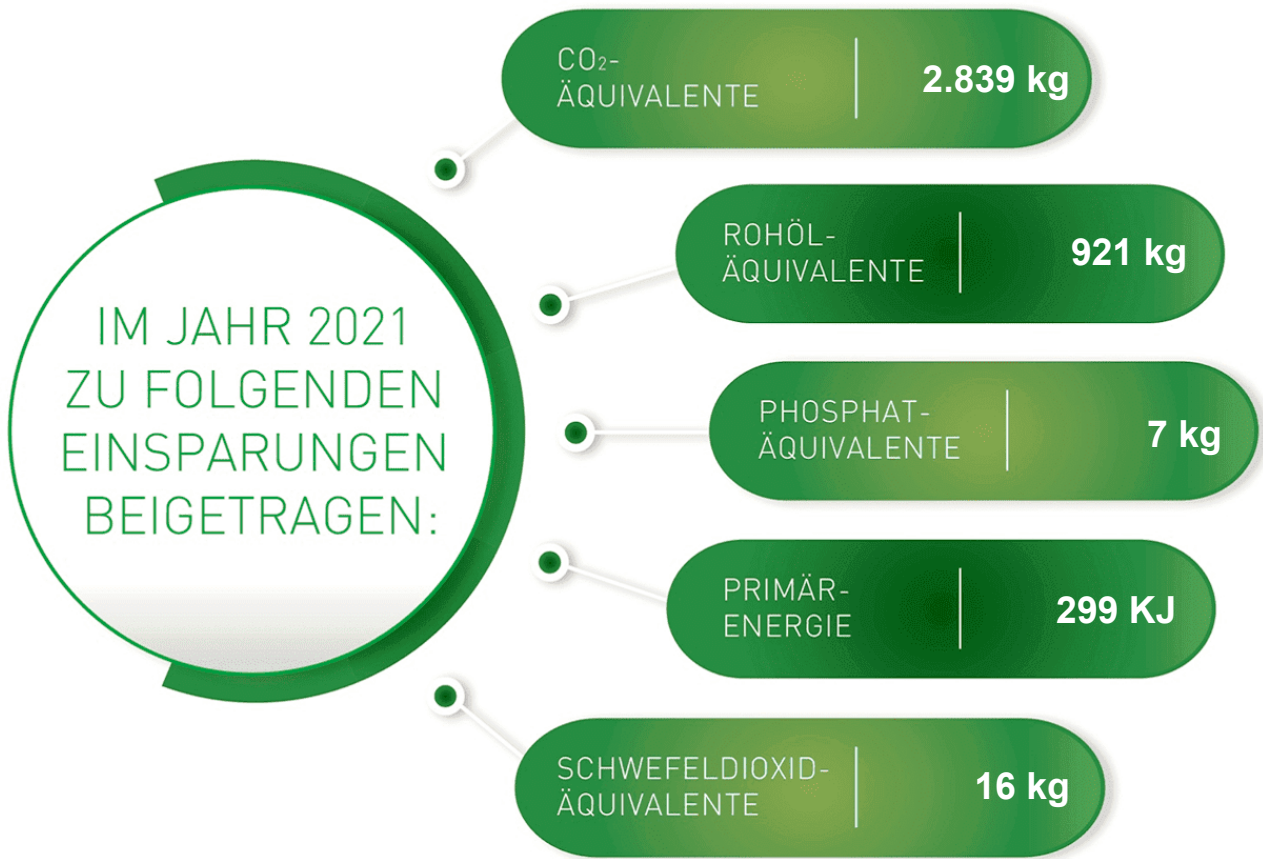 IM JAHR 2021
ZU FOLGENDEN
EINSPARUNGEN
BEIGETRAGEN:
CO₂-
ÄQUIVALENTE
2.839 kg
ROHÖL-
ÄQUIVALENTE
921 kg
PHOSPHAT-
ÄQUIVALENTE
7 kg
PRIMÄR-
ENERGIE
299 KJ
SCHWEFELDIOXID-
ÄQUIVALENTE
16 kg